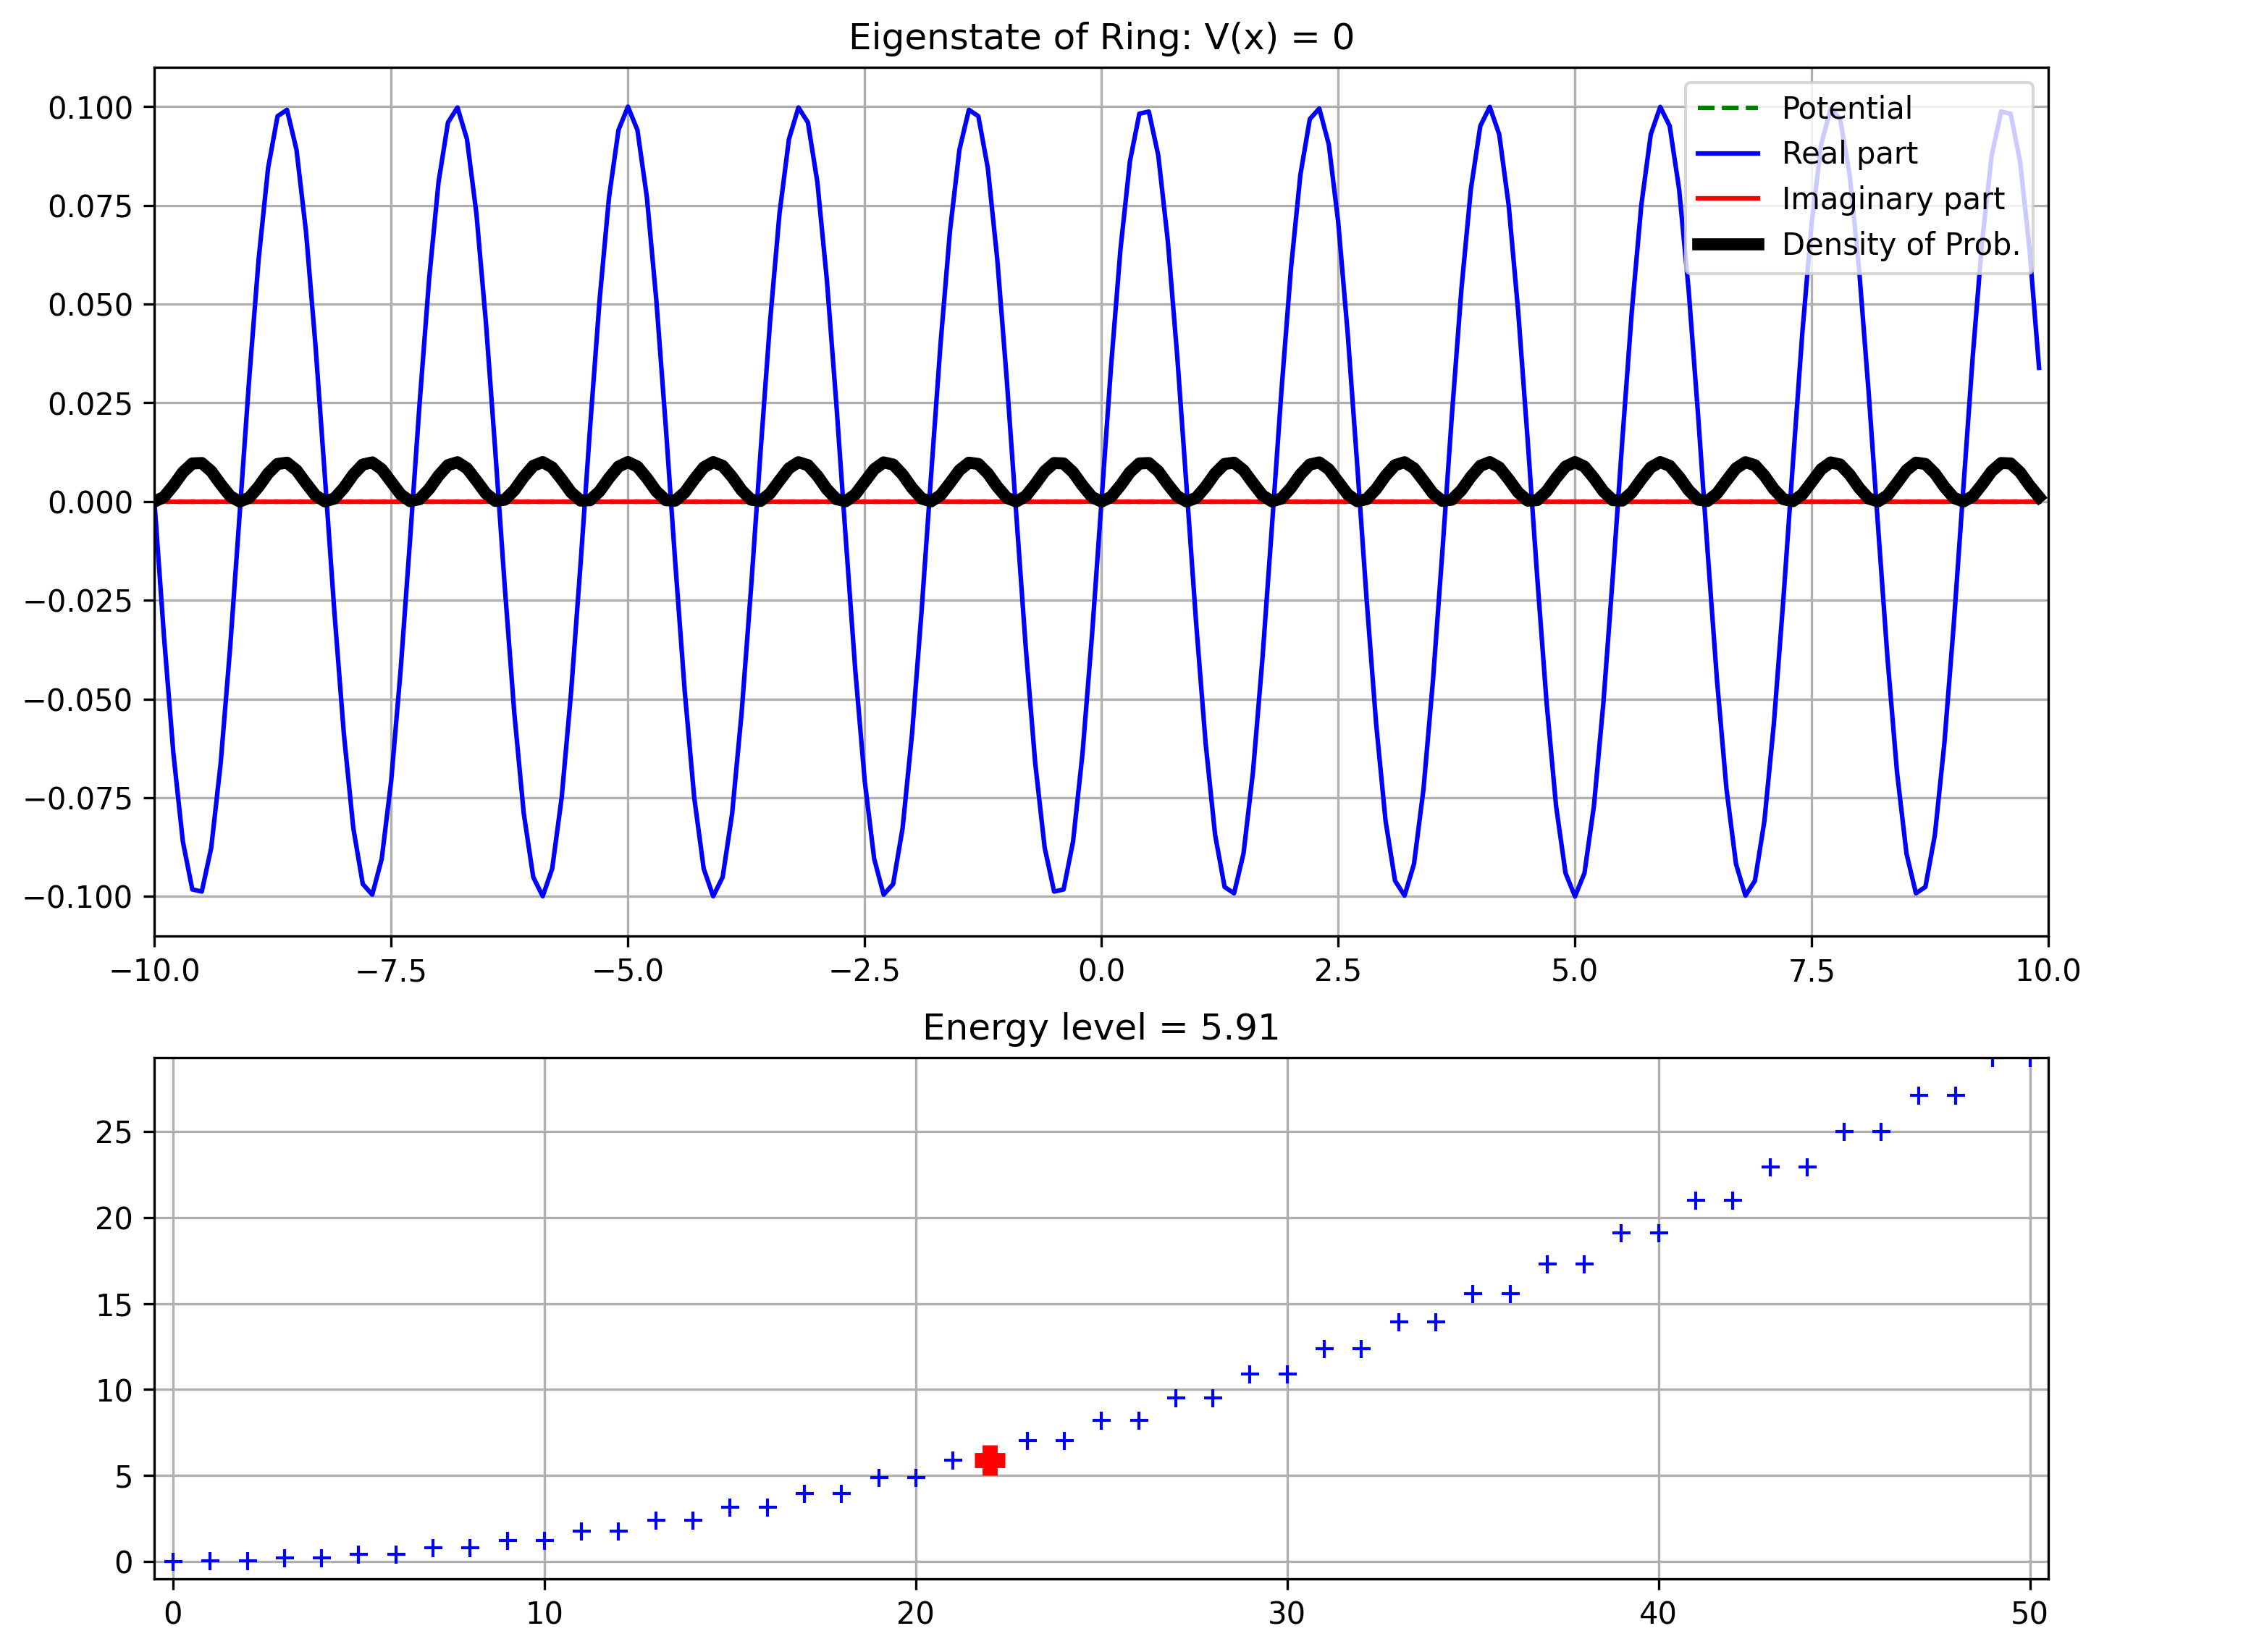 Eigenstate of Ring: V(x) = 0
0.100
0.075
0.050
0.025
0.000
−0.025
−0.050
−0.075
−0.100
Potential
Real part
Imaginary part
Density of Prob.
−10.0 −7.5 −5.0 −2.5 0.0 2.5 5.0 7.5 10.0
Energy level = 5.91
25
20
15
10
5
0
0 10 20 30 40 50